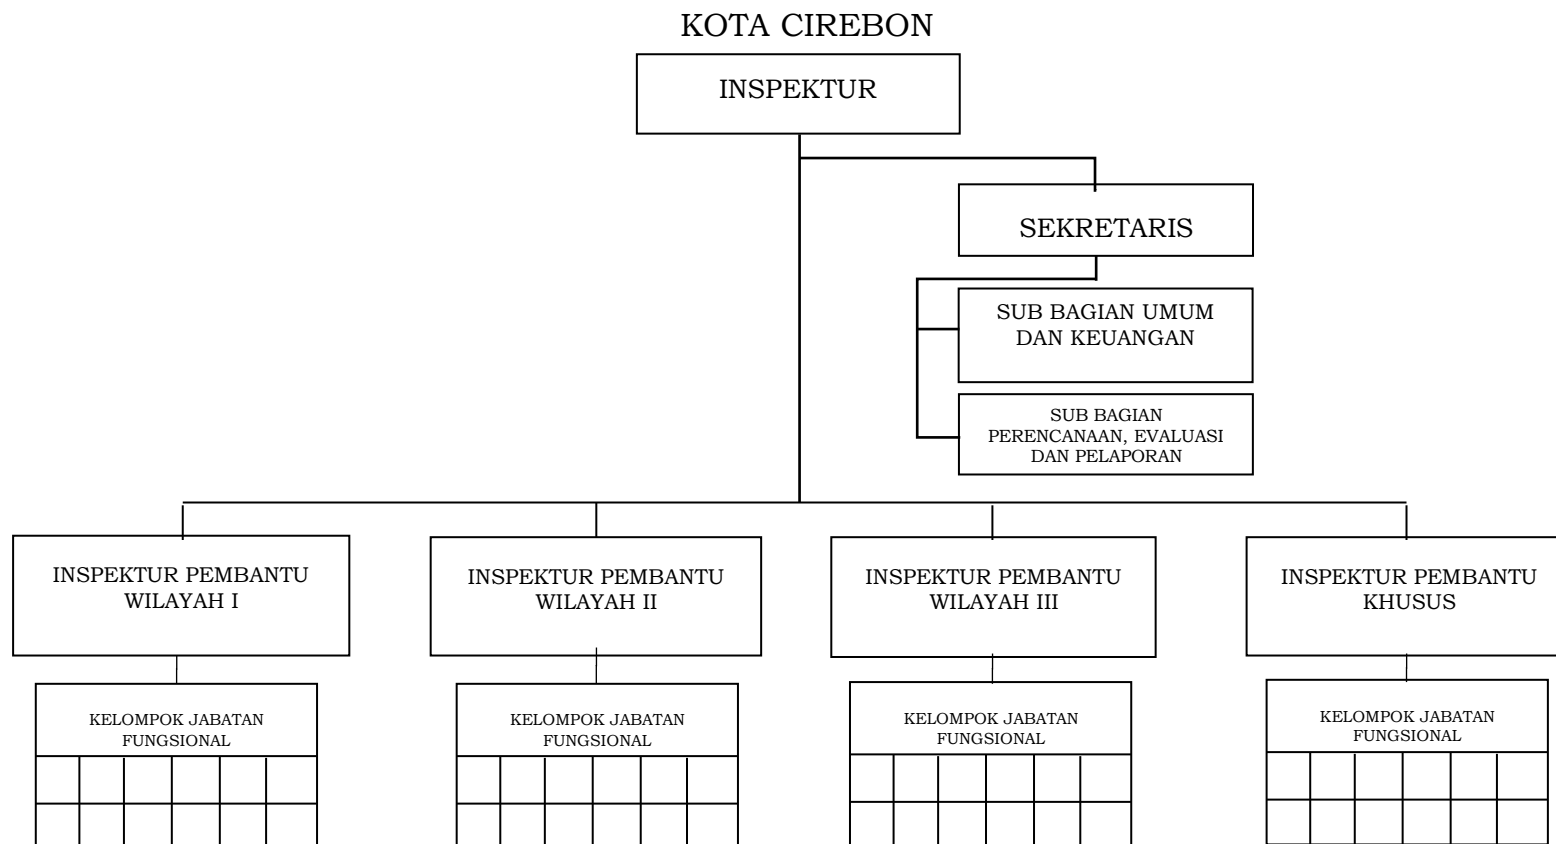 KOTA CIREBON
INSPEKTUR
SEKRETARIS
SUB BAGIAN UMUM
DAN KEUANGAN
SUB BAGIAN
PERENCANAAN, EVALUASI
DAN PELAPORAN
INSPEKTUR PEMBANTU
WILAYAH I
INSPEKTUR PEMBANTU
WILAYAH II
INSPEKTUR PEMBANTU
WILAYAH III
INSPEKTUR PEMBANTU
KHUSUS
KELOMPOK JABATAN
FUNGSIONAL
KELOMPOK JABATAN
FUNGSIONAL
KELOMPOK JABATAN
FUNGSIONAL
KELOMPOK JABATAN
FUNGSIONAL